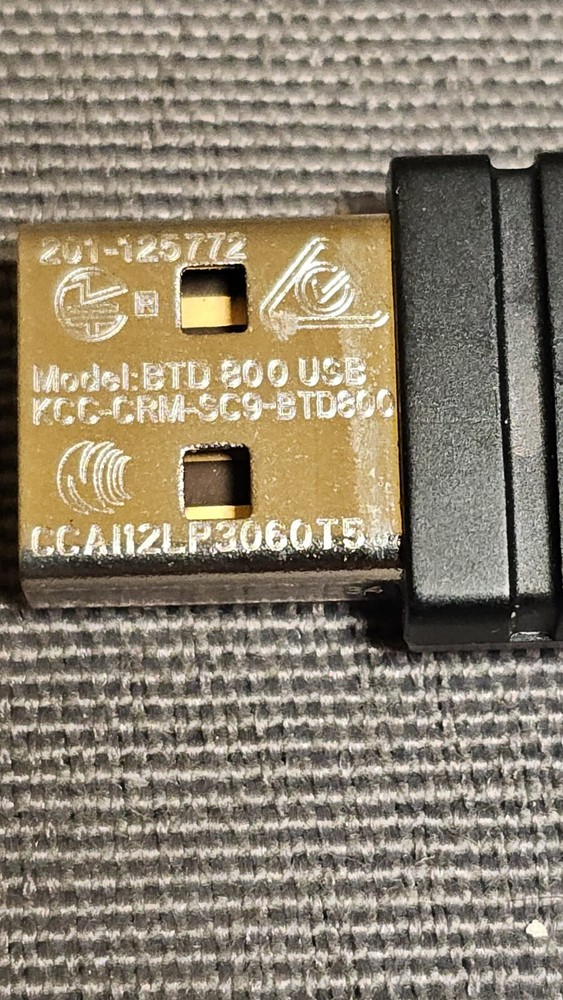 201-125772
R
Model:BTD 800 USB
KCC-CRM-SC9-BTD800
CCAI12LP3060T5